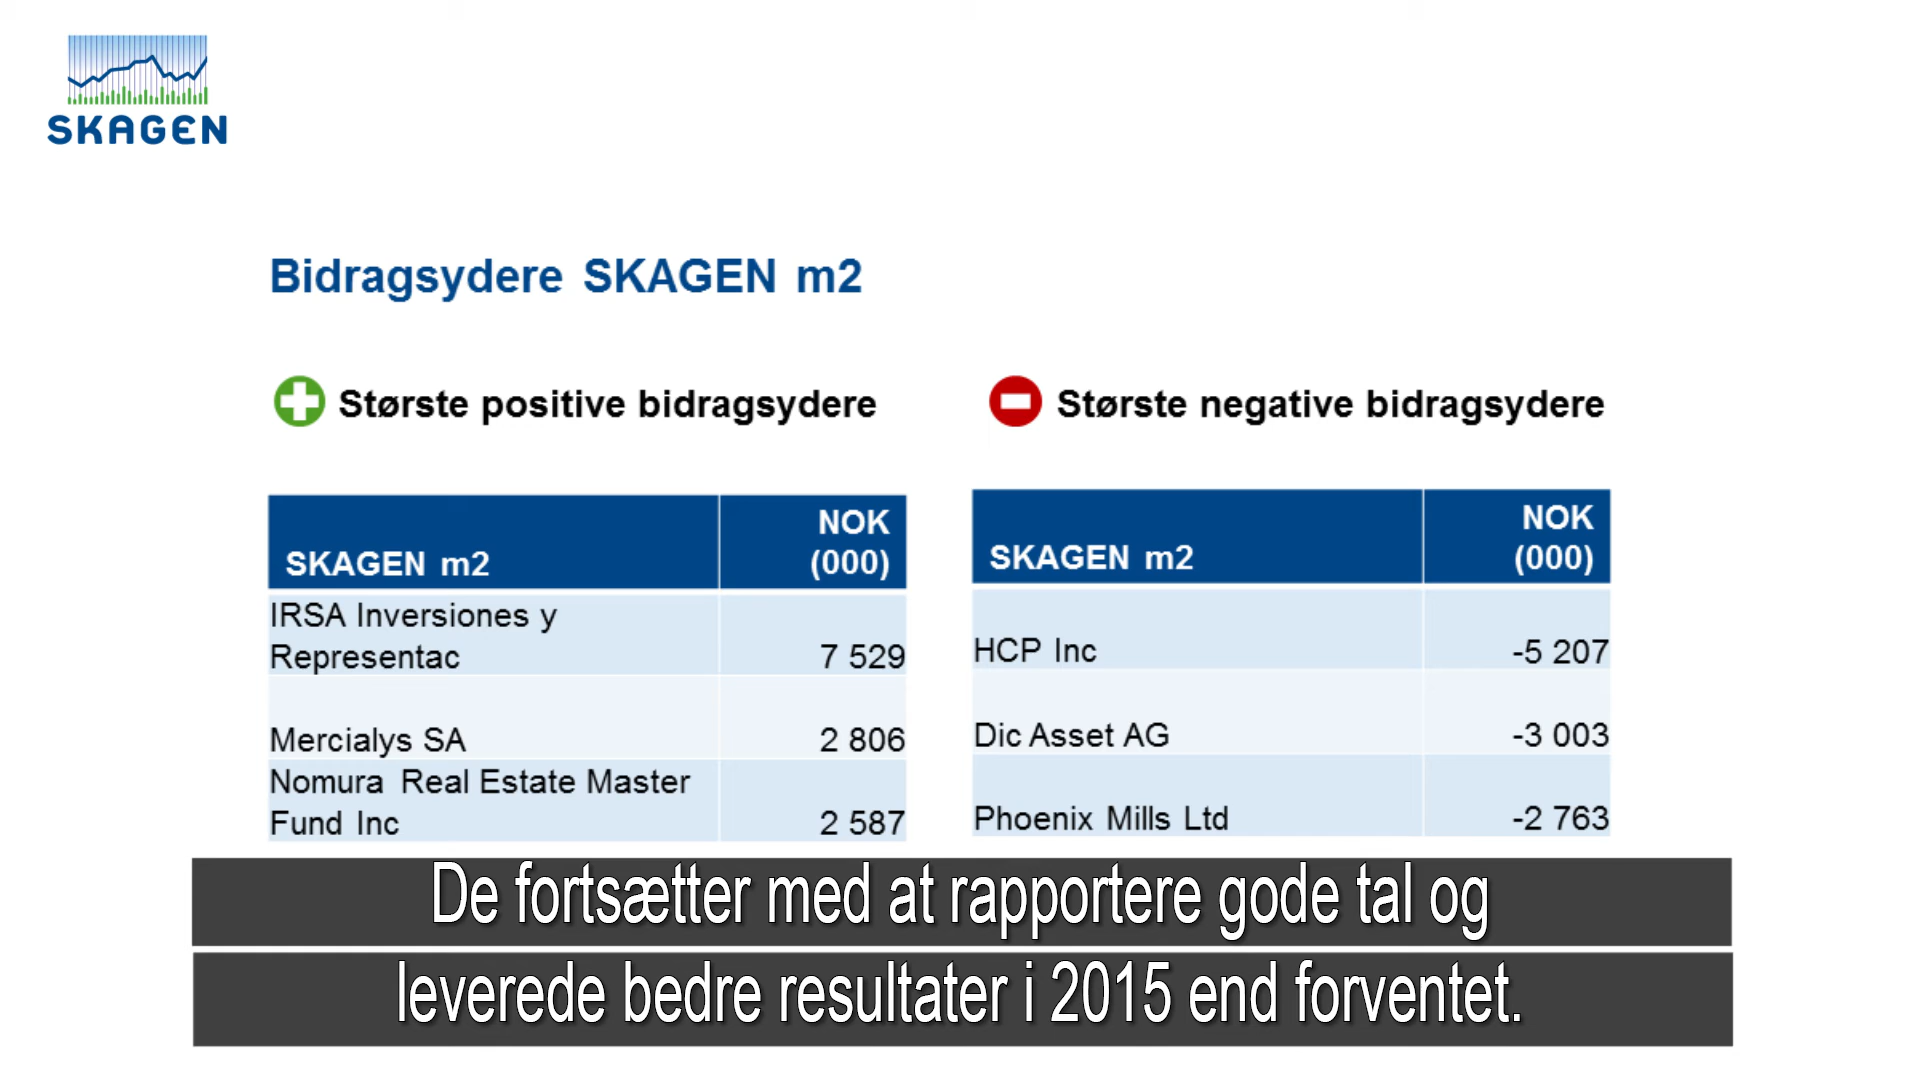 SKAGEN
Bidragsydere SKAGEN m2
Største positive bidragsydere
SKAGEN m2
NOK
(000)
IRSA Inversiones y
Representac
7 529
Mercialys SA
2 806
Nomura Real Estate Master
Fund Inc
2 587
Største negative bidragsydere
SKAGEN m2
NOK
(000)
HCP Inc
-5 207
Dic Asset AG
-3 003
Phoenix Mills Ltd
-2 763
De fortsætter med at rapportere gode tal og
leverede bedre resultater i 2015 end forventet.